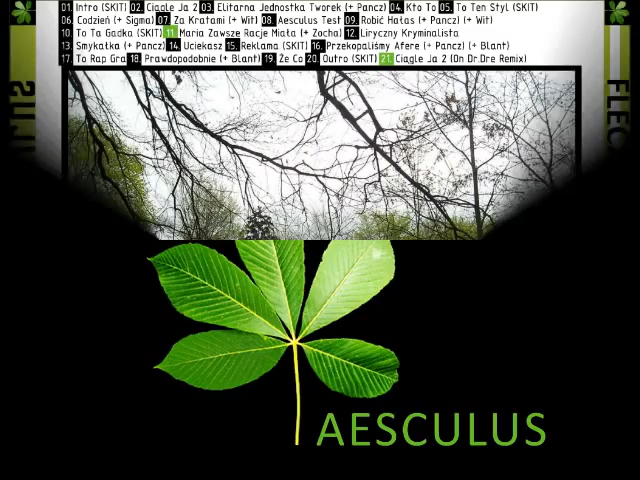 01. Intro (SKIT) 02. Ciągle Ja 2 03. Elitarna Jednostka Tworek (+ Pancz) 04. Kto To 05. To Ten Styl (SKIT)
06. Codzień (+ Sigma) 07. Za Kratami (+ Wit) 08. Aesculus Test 09. Robić Hałas (+ Pancz) (+ Wit)
10. To Ta Gadka (SKIT) 11. Maria Zawsze Racje Miała (+ Zocha) 12. Liryczny Kryminalista
13. Smykałka (+ Pancz) 14. Uciekasz 15. Reklama (SKIT) 16. Przekopaliśmy Afere (+ Pancz) (+ Blant)
17. To Rap Gra 18. Prawdopodobnie (+ Blant) 19. Że Co 20. Outro (SKIT) 21. Ciągle Ja 2 (On Dr.Dre Remix)
AESCULUS